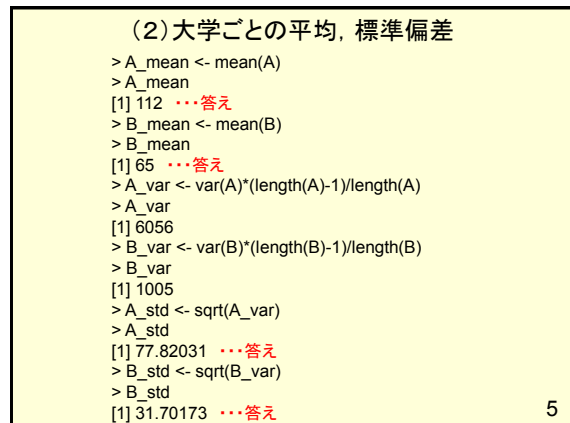 （２）大学ごとの平均，標準偏差
> A_mean <- mean(A)
> A_mean
[1] 112 ・・・答え
> B_mean <- mean(B)
> B_mean
[1] 65 ・・・答え
> A_var <- var(A)*(length(A)-1)/length(A)
> A_var
[1] 6056
> B_var <- var(B)*(length(B)-1)/length(B)
> B_var
[1] 1005
> A_std <- sqrt(A_var)
> A_std
[1] 77.82031 ・・・答え
> B_std <- sqrt(B_var)
> B_std
[1] 31.70173 ・・・答え
5